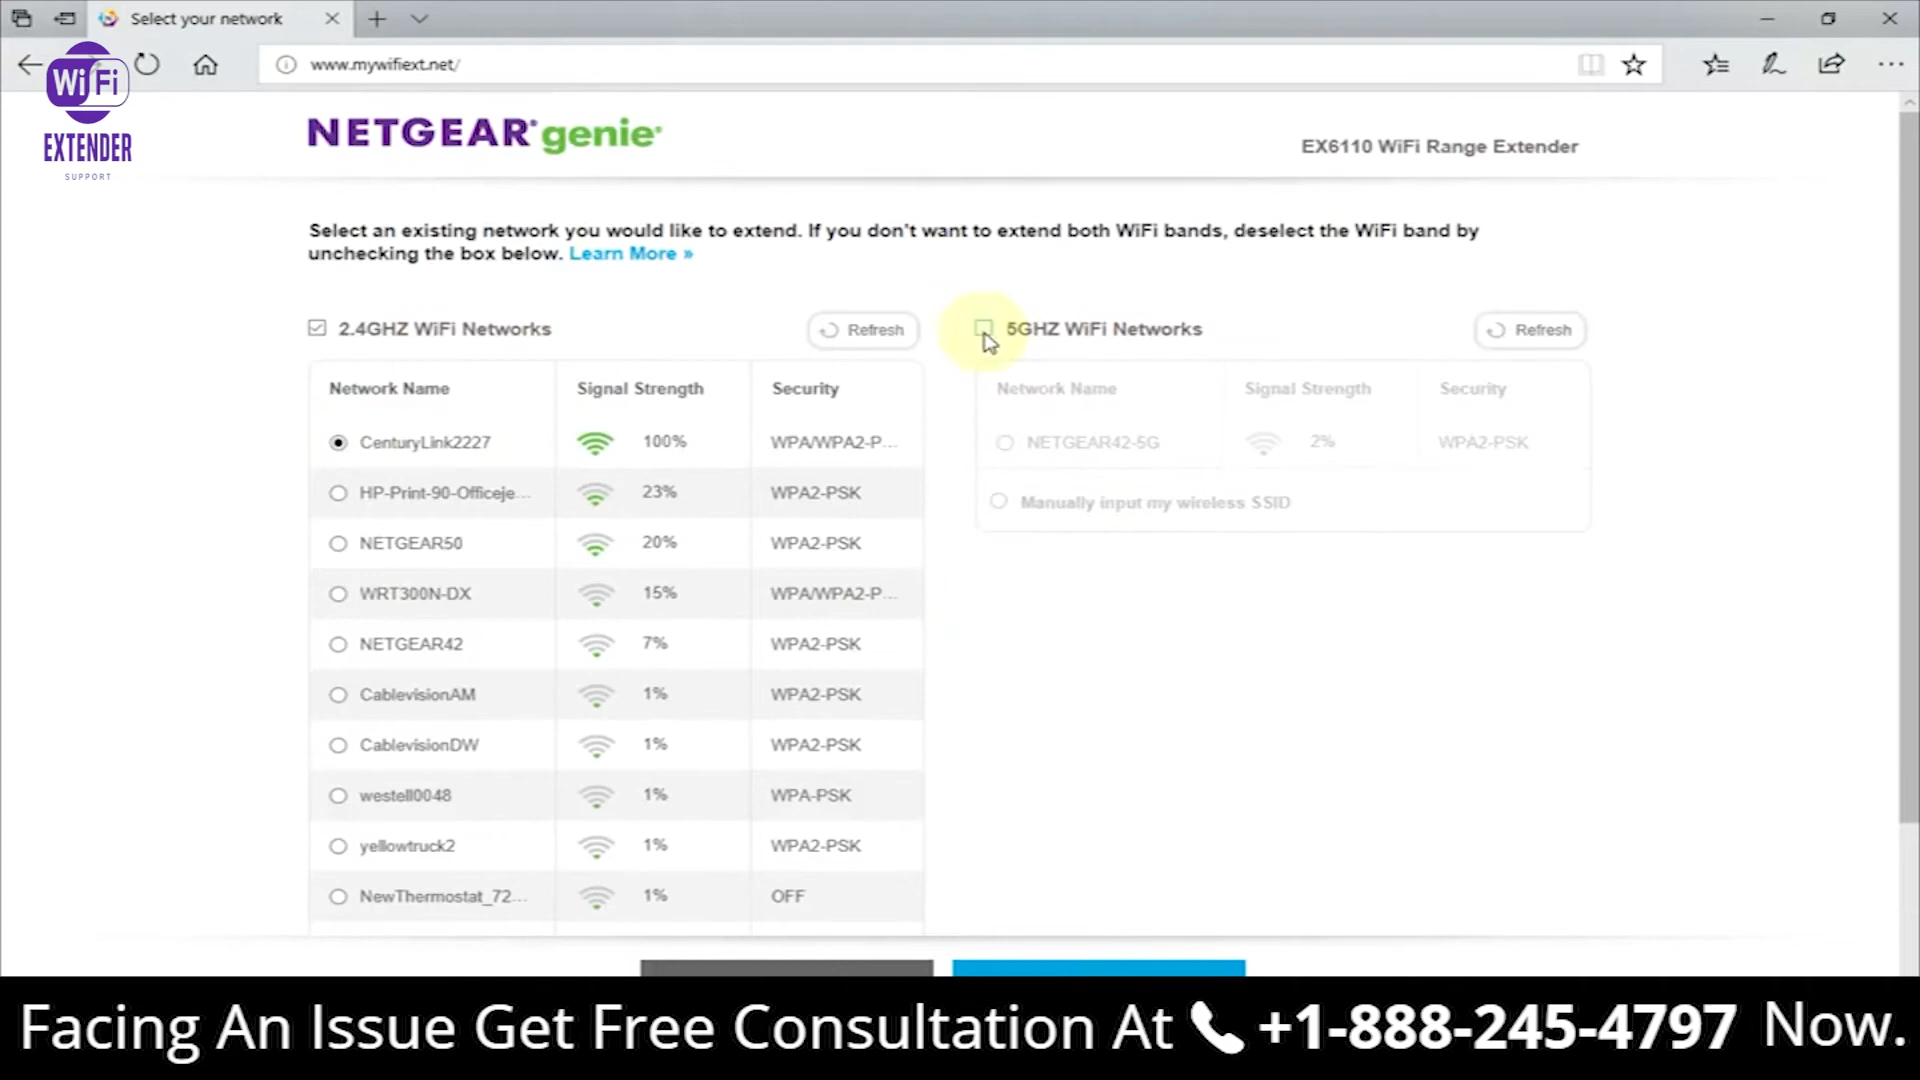 Select your network
www.mywifiext.net/
WiFi
EXTENDER
SUPPORT
NETGEAR® genie®
EX6110 WiFi Range Extender
Select an existing network you would like to extend. If you don't want to extend both WiFi bands, deselect the WiFi band by
unchecking the box below. Learn More »
2.4GHZ WiFi Networks
Refresh
Network Name Signal Strength Security
CenturyLink2227 100% WPA/WPA2-P...
HP-Print-90-Officeje... 23% WPA2-PSK
NETGEAR50 20% WPA2-PSK
WRT300N-DX 15% WPA/WPA2-P...
NETGEAR42 7% WPA2-PSK
CablevisionAM 1% WPA2-PSK
CablevisionDW 1% WPA2-PSK
westell0048 1% WPA-PSK
yellowtruck2 1% WPA2-PSK
NewThermostat_72... 1% OFF
5GHZ WiFi Networks
Refresh
Network Name Signal Strength Security
NETGEAR42-5G 2% WPA2-PSK
Manually input my wireless SSID
Facing An Issue Get Free Consultation At +1-888-245-4797 Now.